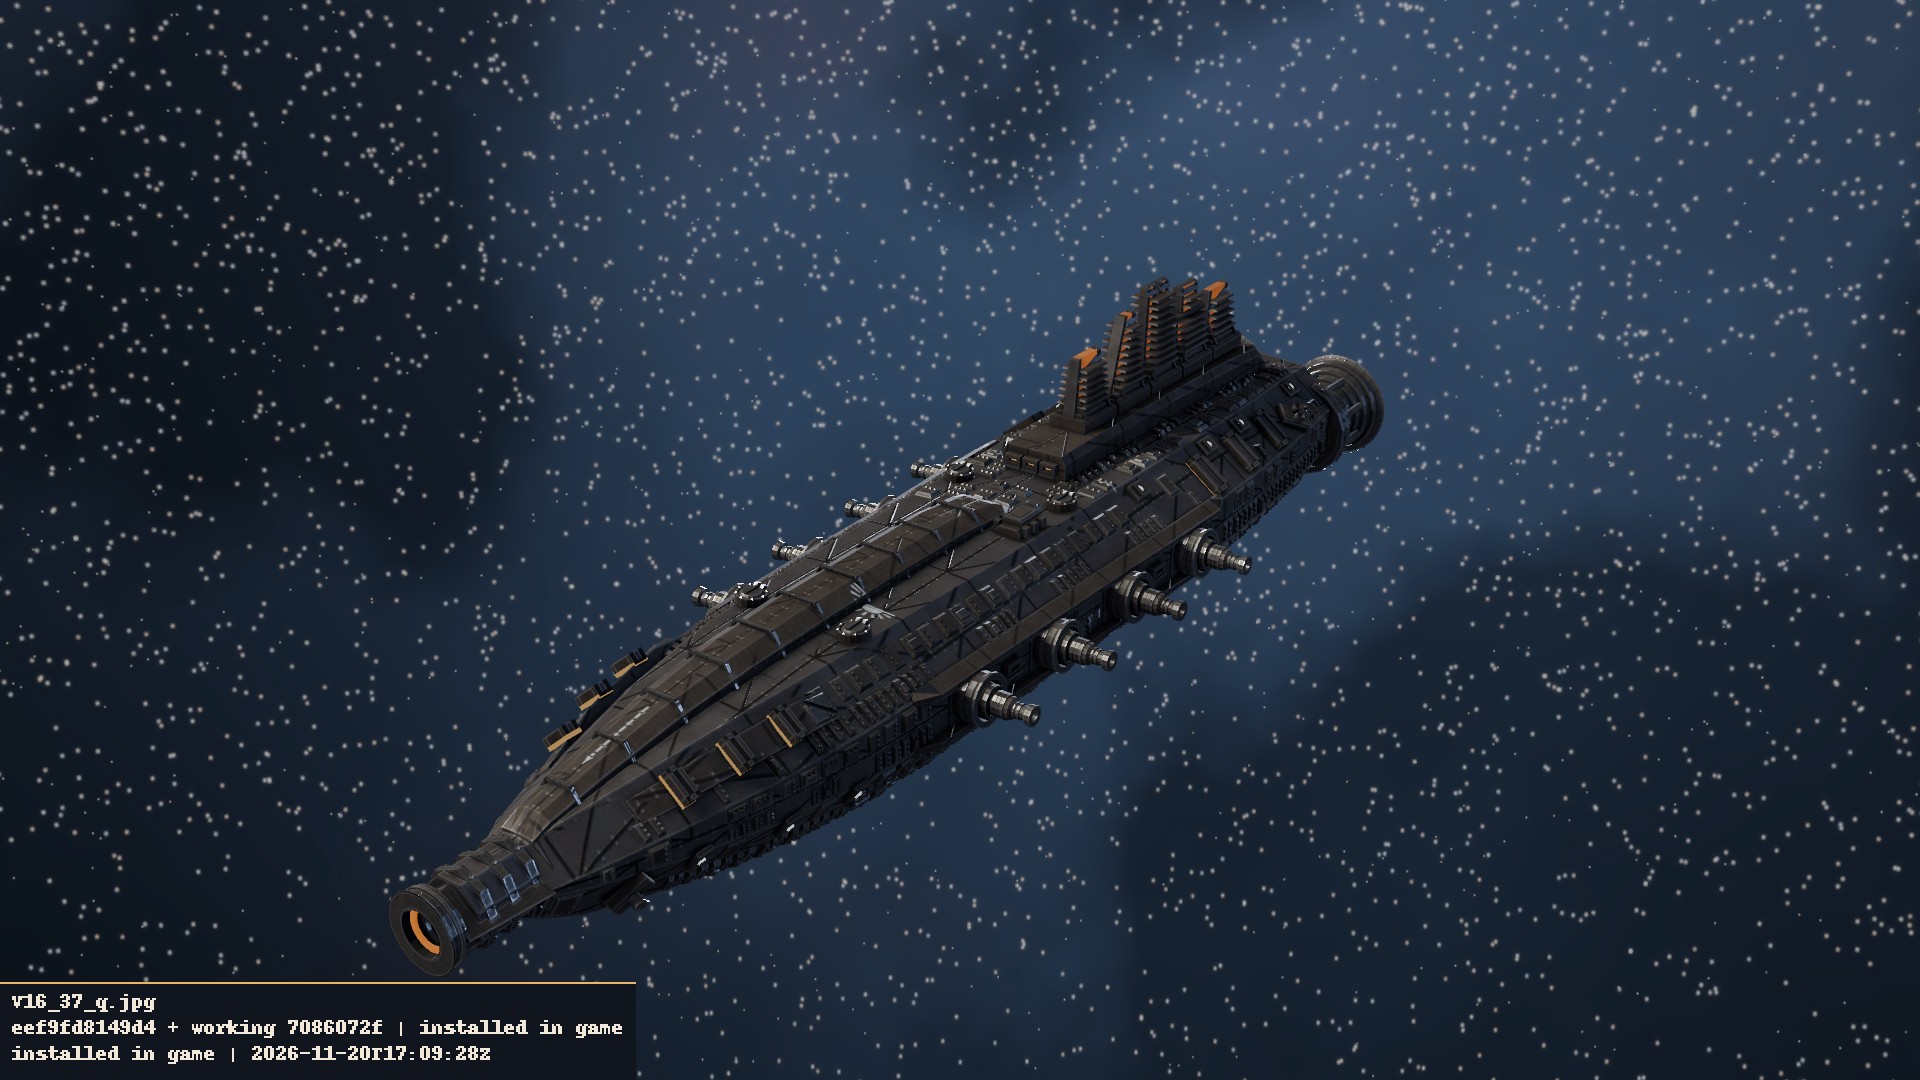 v16_37_q.jpg
eef9fd8149d4 + working 7086072f | installed in game
installed in game | 2026-11-20T17:09:28Z